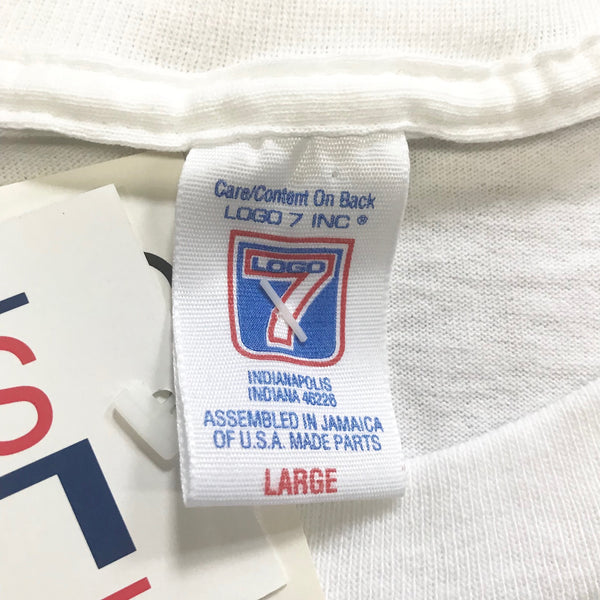 Care/Content On Back
LOGO 7 INC ®
LOGO
7
INDIANAPOLIS
INDIANA 46226
ASSEMBLED IN JAMAICA
OF U.S.A. MADE PARTS
LARGE